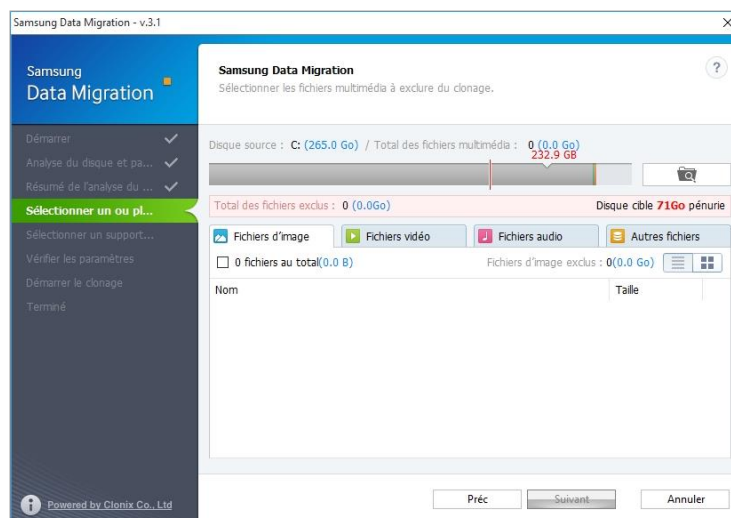 Samsung Data Migration - v.3.1
Samsung
Data Migration
Samsung Data Migration
Sélectionner les fichiers multimédia à exclure du clonage.
?
Démarrer
Analyse du disque et pa...
Résumé de l'analyse du ...
Sélectionner un ou pl...
Sélectionner un support...
Vérifier les paramètres
Démarrer le clonage
Terminé
Disque source : C: (265.0 Go) / Total des fichiers multimédia : 0 (0.0 Go)
232.9 GB
Total des fichiers exclus : 0 (0.0Go)
Disque cible 71Go pénurie
Fichiers d'image
Fichiers vidéo
Fichiers audio
Autres fichiers
0 fichiers au total(0.0 B)
Fichiers d'image exclus : 0(0.0 Go)
Nom
Taille
Powered by Clonix Co., Ltd
Préc
Suivant
Annuler